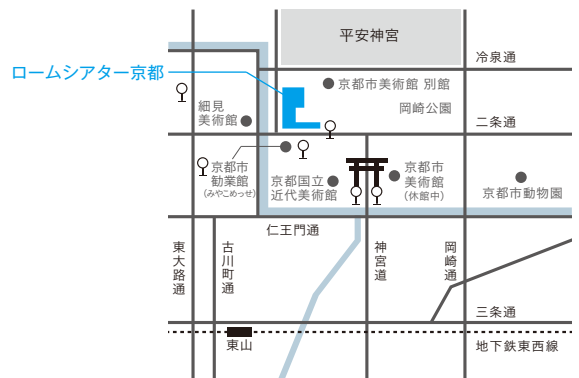 平安神宮
冷泉通
ロームシアター京都
京都市美術館 別館
細見
美術館
岡崎公園
二条通
京都市
勧業館
(みやこめっせ)
京都国立
近代美術館
京都市
美術館
(休館中)
京都市動物園
仁王門通
東大路通
古川町通
神宮道
岡崎通
三条通
東山
地下鉄東西線